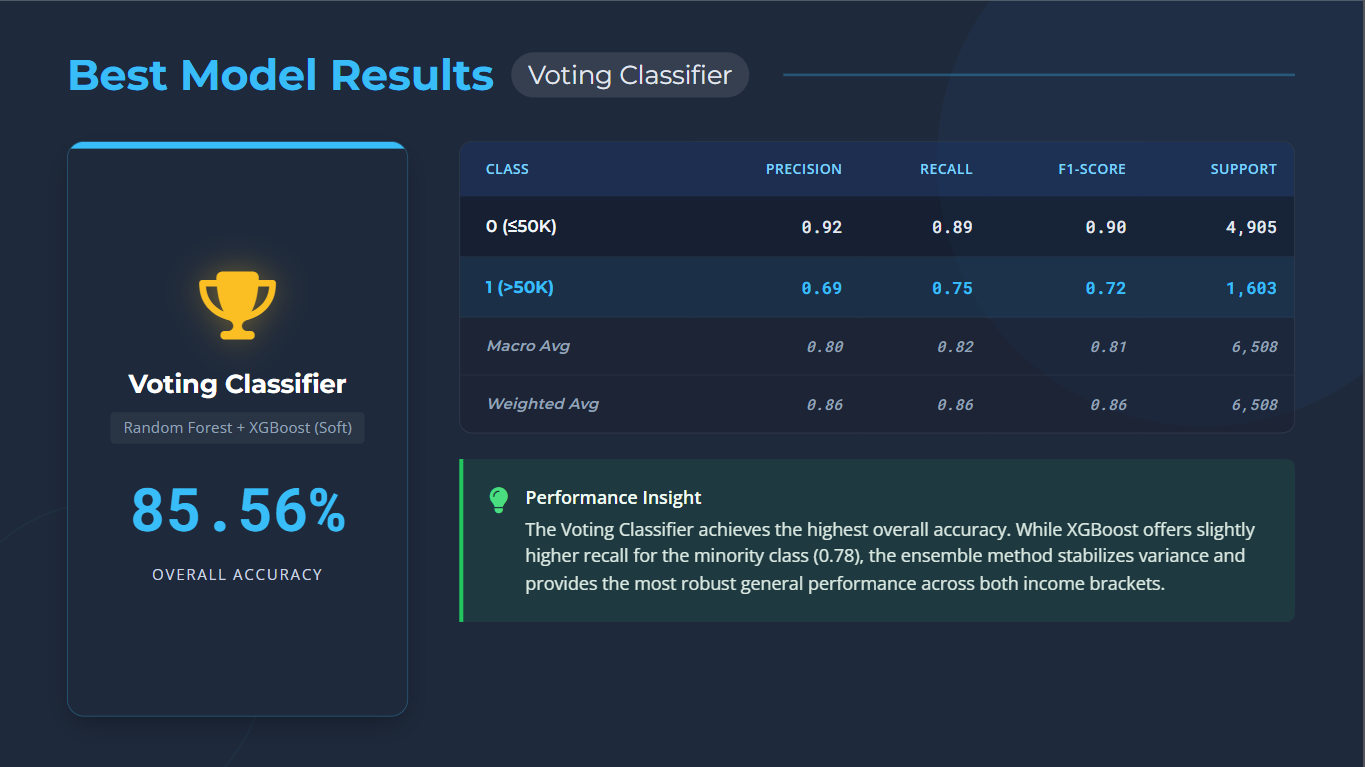 Best Model Results Voting Classifier
Voting Classifier
Random Forest + XGBoost (Soft)
85.56%
OVERALL ACCURACY
CLASS PRECISION RECALL F1-SCORE SUPPORT
0 (≤50K) 0.92 0.89 0.90 4,905
1 (>50K) 0.69 0.75 0.72 1,603
Macro Avg 0.80 0.82 0.81 6,508
Weighted Avg 0.86 0.86 0.86 6,508
Performance Insight
The Voting Classifier achieves the highest overall accuracy. While XGBoost offers slightly
higher recall for the minority class (0.78), the ensemble method stabilizes variance and
provides the most robust general performance across both income brackets.